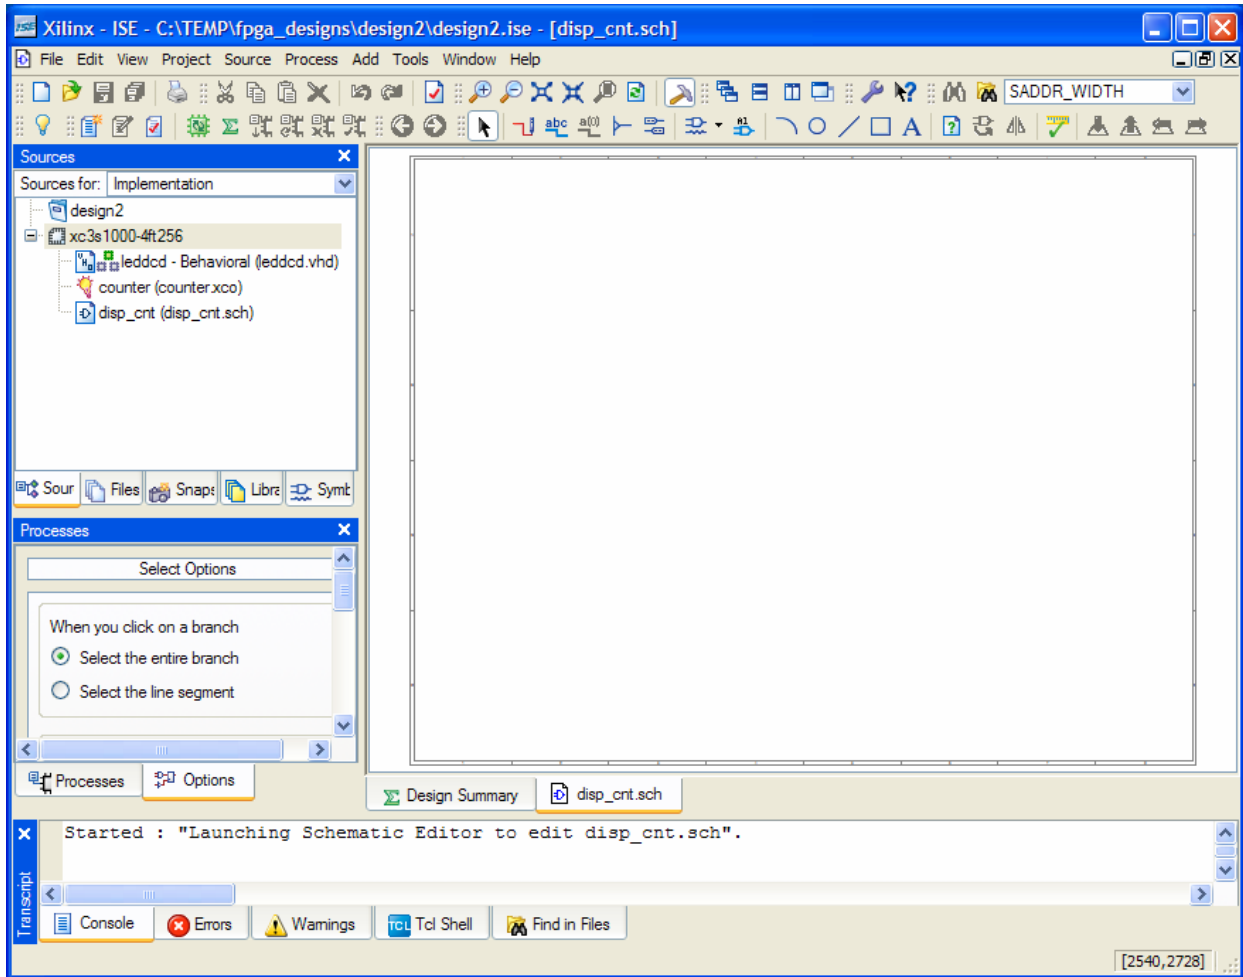 Xilinx - ISE - C:\TEMP\fpga_designs\design2\design2.ise - [disp_cnt.sch]
File Edit View Project Source Process Add Tools Window Help
SADDR_WIDTH
Sources
Sources for: Implementation
design2
xc3s1000-4ft256
leddcd - Behavioral (leddcd.vhd)
counter (counter.xco)
disp_cnt (disp_cnt.sch)
Sour Files Snaps Libra Symb
Processes
Select Options
When you click on a branch
Select the entire branch
Select the line segment
Processes Options
Design Summary disp_cnt.sch
Started : "Launching Schematic Editor to edit disp_cnt.sch".
Transcript
Console Errors Warnings Tcl Shell Find in Files
[2540,2728]